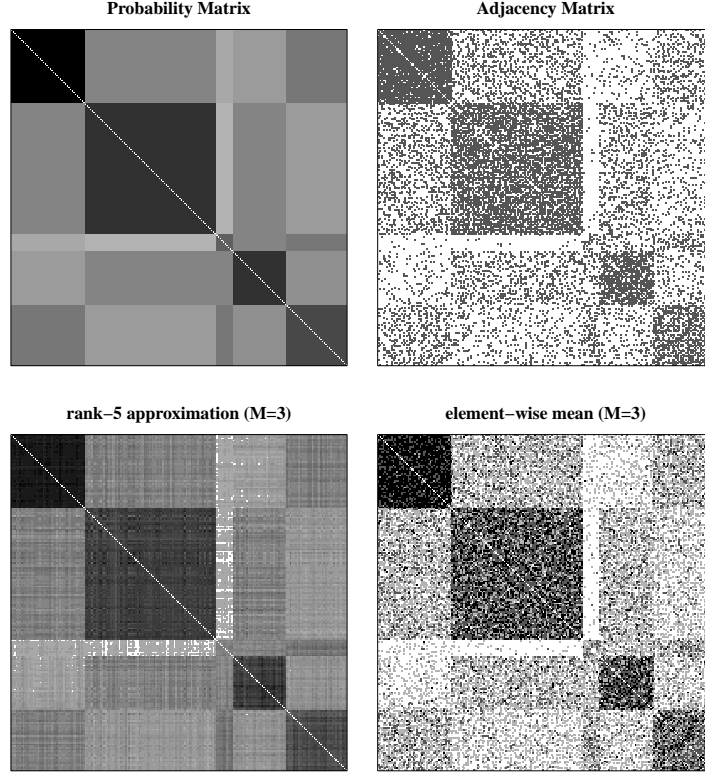 Probability Matrix
Adjacency Matrix
rank−5 approximation (M=3)
element−wise mean (M=3)